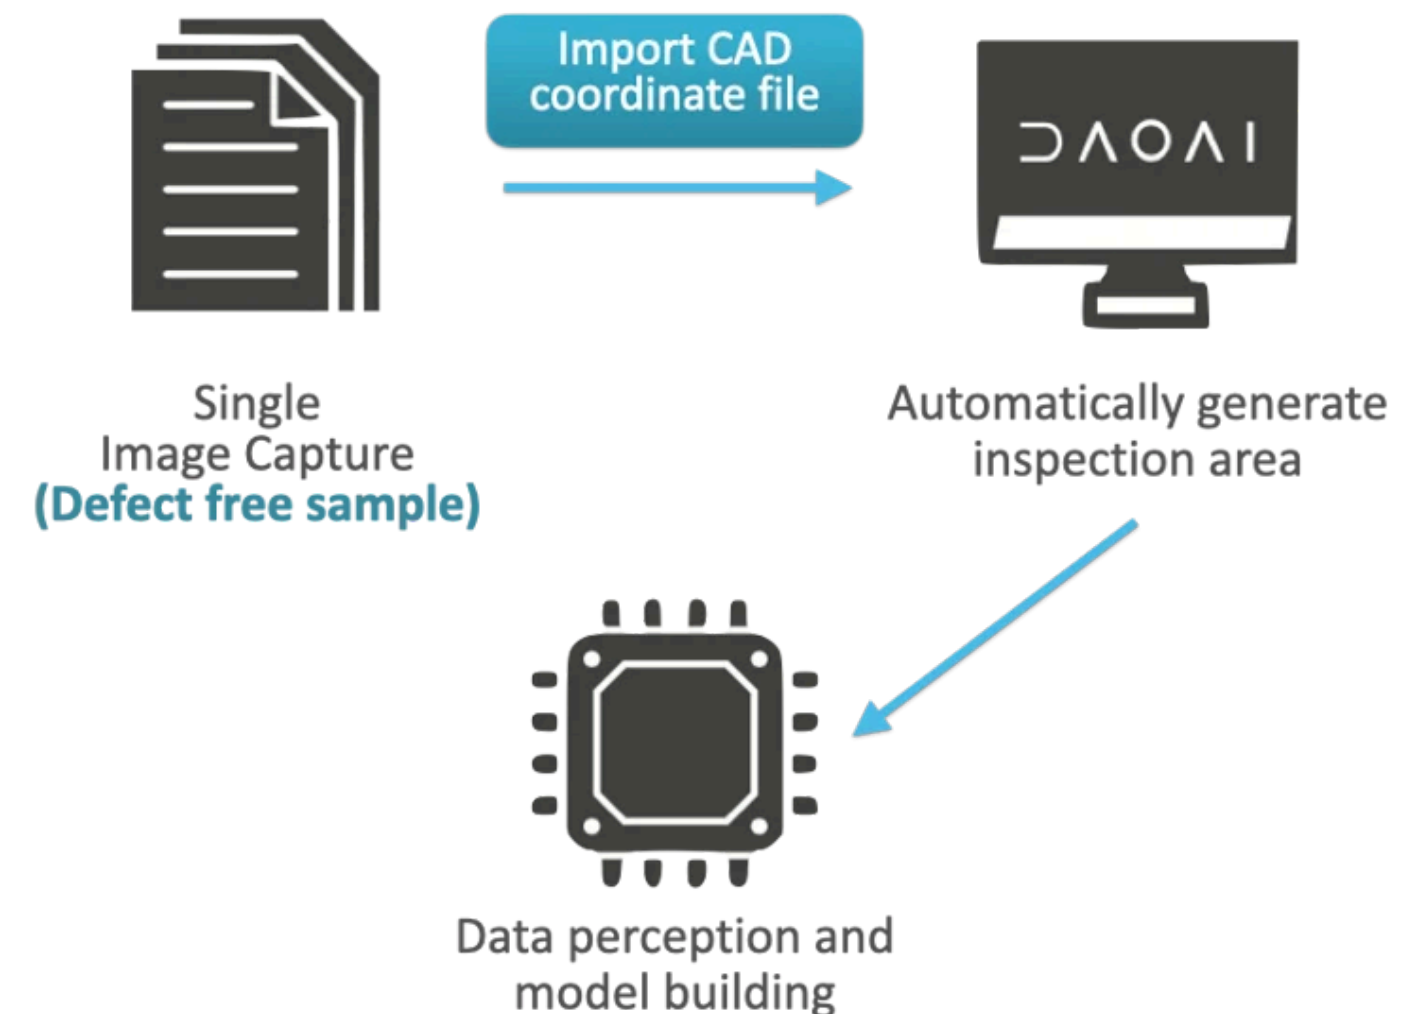 Import CAD
coordinate file
DAOAI
Single
Image Capture
(Defect free sample)
Automatically generate
inspection area
Data perception and
model building